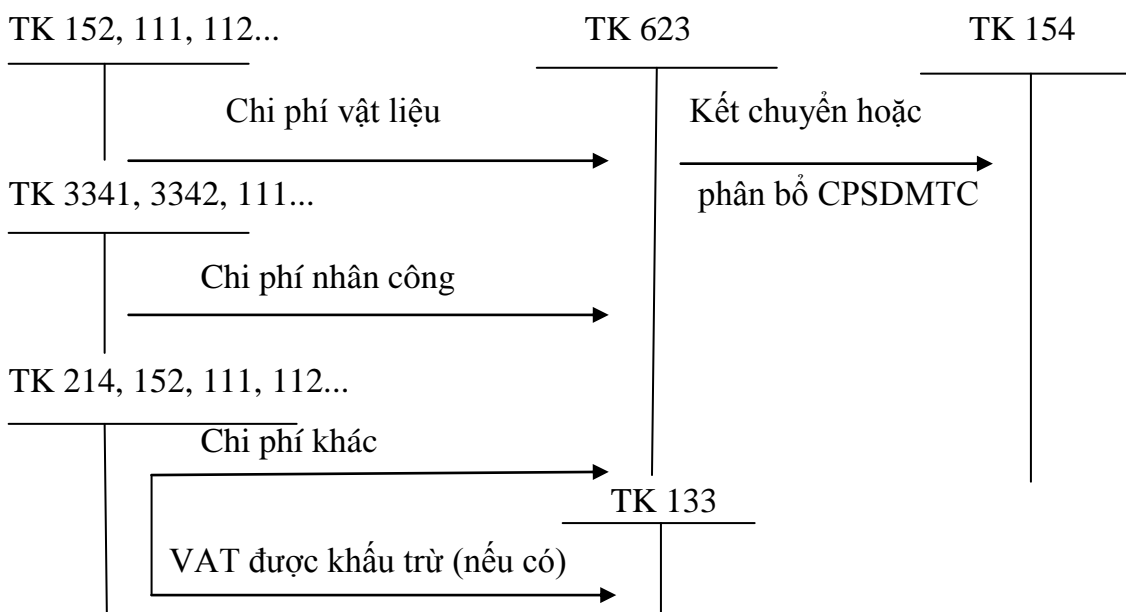 TK 152, 111, 112...
TK 623
TK 154
Chi phí vật liệu
Kết chuyển hoặc
phân bổ CPSDMTC
TK 3341, 3342, 111...
Chi phí nhân công
TK 214, 152, 111, 112...
Chi phí khác
TK 133
VAT được khấu trừ (nếu có)